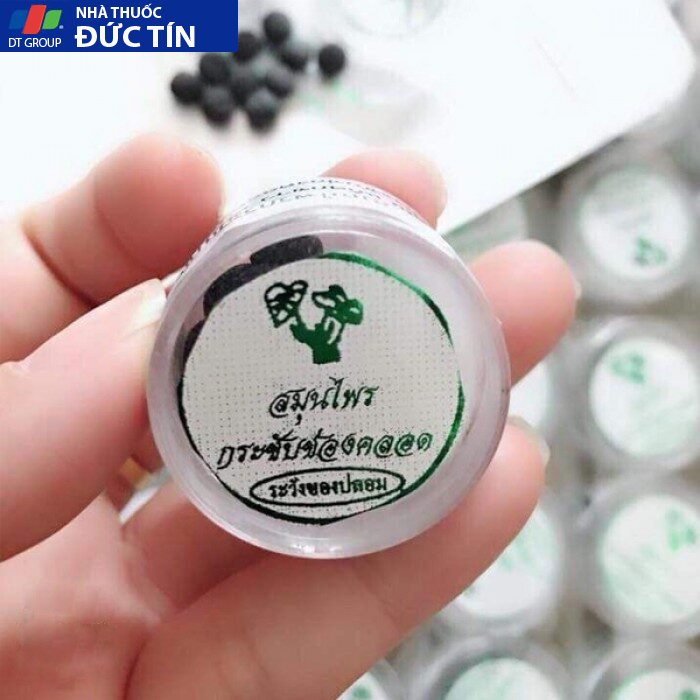 NHÀ THUỐC
DT GROUP
ĐỨC TÍN
สมุนไพร
กระชับช่องคลอด
ระวังของปลอม